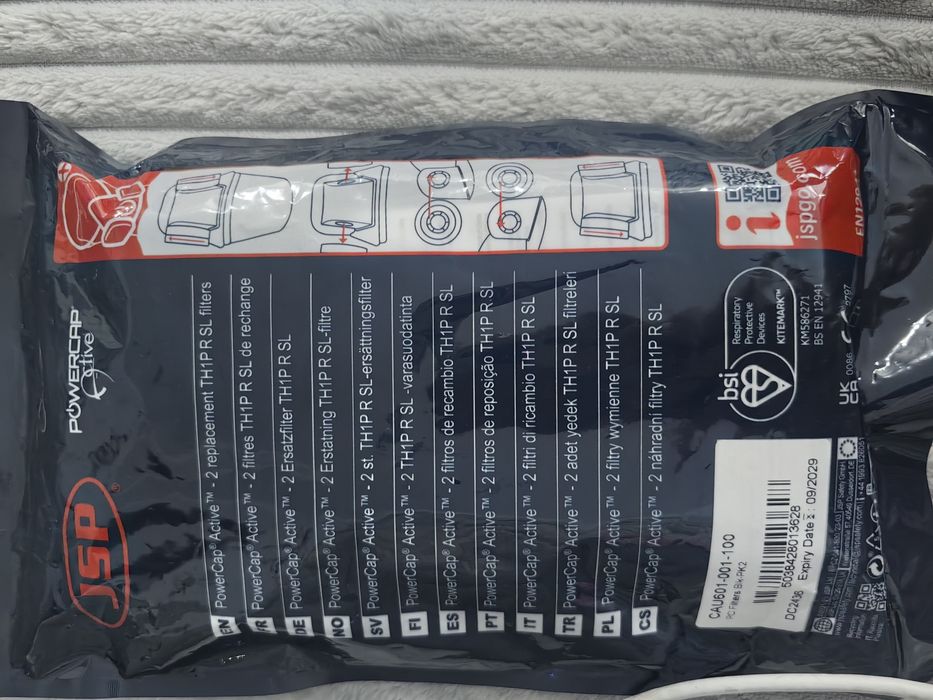 JSP®
POWERCAP®
Active™
EN PowerCap® Active™ - 2 replacement TH1P R SL filters
FR PowerCap® Active™ - 2 filtres TH1P R SL de rechange
DE PowerCap® Active™ - 2 Ersatzfilter TH1P R SL
NO PowerCap® Active™ - 2 Erstatning TH1P R SL-filtre
SV PowerCap® Active™ - 2 st. TH1P R SL-ersättningsfilter
FI PowerCap® Active™ - 2 TH1P R SL -varasuodatinta
ES PowerCap® Active™ - 2 filtros de recambio TH1P R SL
PT PowerCap® Active™ - 2 filtros de reposição TH1P R SL
IT PowerCap® Active™ - 2 filtri di ricambio TH1P R SL
TR PowerCap® Active™ - 2 adet yedek TH1P R SL filtreleri
PL PowerCap® Active™ - 2 filtry wymienne TH1P R SL
CS PowerCap® Active™ - 2 náhradní filtry TH1P R SL
i
CAU601-001-100
PC Filters Blk-PK2
5038428013628
DC2436 Expiry Date : 09/2029
bsi.
Respiratory
Protective
Devices
KITEMARK™
KM586271
BS EN 12941
UK
CA 0086
2797